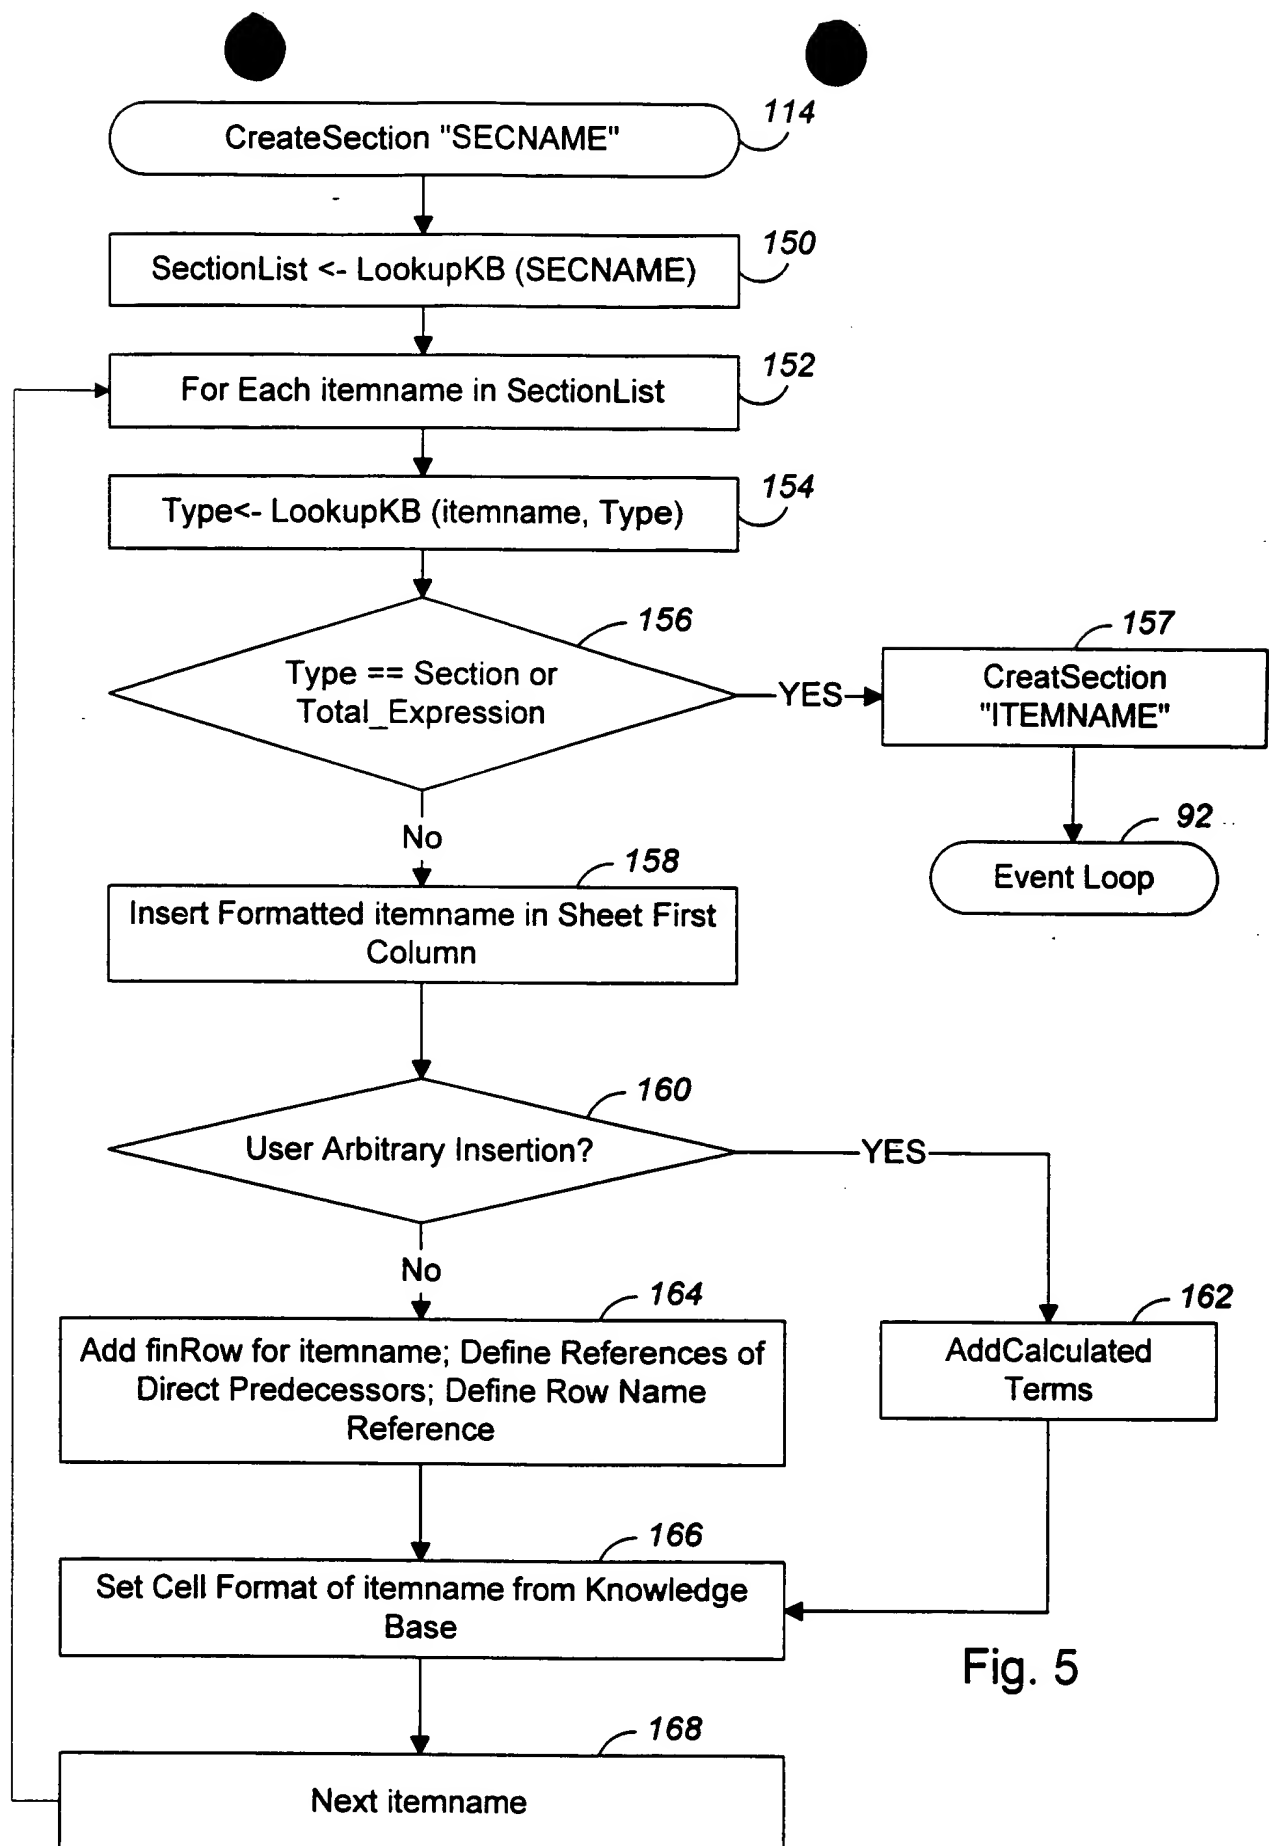 CreateSection "SECNAME"
114
SectionList <- LookupKB (SECNAME)
150
For Each itemname in SectionList
152
Type<- LookupKB (itemname, Type)
154
Type == Section or
Total_Expression
156
YES
CreatSection
"ITEMNAME"
157
Event Loop
92
No
Insert Formatted itemname in Sheet First
Column
158
User Arbitrary Insertion?
160
YES
No
Add finRow for itemname; Define References of
Direct Predecessors; Define Row Name
Reference
164
AddCalculated
Terms
162
Set Cell Format of itemname from Knowledge
Base
166
Fig. 5
Next itemname
168